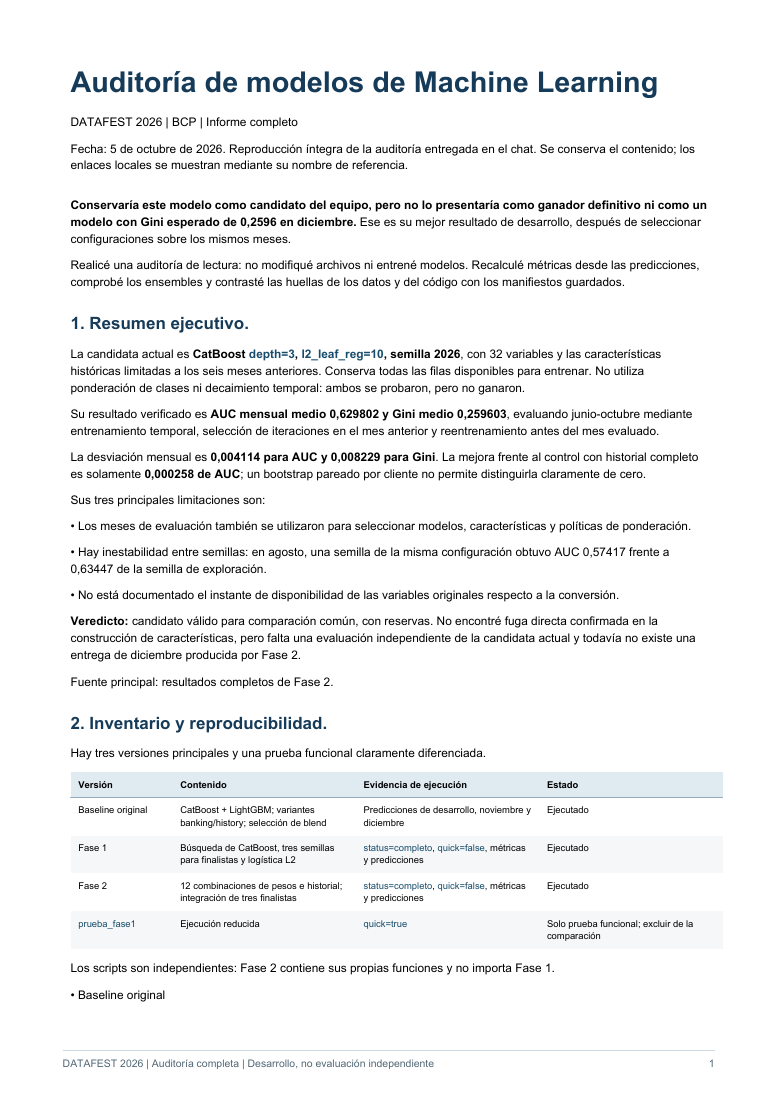 Auditoría de modelos de Machine Learning
DATAFEST 2026 | BCP | Informe completo
Fecha: 5 de octubre de 2026. Reproducción íntegra de la auditoría entregada en el chat. Se conserva el contenido; los
enlaces locales se muestran mediante su nombre de referencia.
Conservaría este modelo como candidato del equipo, pero no lo presentaría como ganador definitivo ni como un
modelo con Gini esperado de 0,2596 en diciembre. Ese es su mejor resultado de desarrollo, después de seleccionar
configuraciones sobre los mismos meses.
Realicé una auditoría de lectura: no modifiqué archivos ni entrené modelos. Recalculé métricas desde las predicciones,
comprobé los ensembles y contrasté las huellas de los datos y del código con los manifiestos guardados.
1. Resumen ejecutivo.
La candidata actual es CatBoost depth=3, l2_leaf_reg=10, semilla 2026, con 32 variables y las características
históricas limitadas a los seis meses anteriores. Conserva todas las filas disponibles para entrenar. No utiliza
ponderación de clases ni decaimiento temporal: ambos se probaron, pero no ganaron.
Su resultado verificado es AUC mensual medio 0,629802 y Gini medio 0,259603, evaluando junio-octubre mediante
entrenamiento temporal, selección de iteraciones en el mes anterior y reentrenamiento antes del mes evaluado.
La desviación mensual es 0,004114 para AUC y 0,008229 para Gini. La mejora frente al control con historial completo
es solamente 0,000258 de AUC; un bootstrap pareado por cliente no permite distinguirla claramente de cero.
Sus tres principales limitaciones son:
• Los meses de evaluación también se utilizaron para seleccionar modelos, características y políticas de ponderación.
• Hay inestabilidad entre semillas: en agosto, una semilla de la misma configuración obtuvo AUC 0,57417 frente a
0,63447 de la semilla de exploración.
• No está documentado el instante de disponibilidad de las variables originales respecto a la conversión.
Veredicto: candidato válido para comparación común, con reservas. No encontré fuga directa confirmada en la
construcción de características, pero falta una evaluación independiente de la candidata actual y todavía no existe una
entrega de diciembre producida por Fase 2.
Fuente principal: resultados completos de Fase 2.
2. Inventario y reproducibilidad.
Hay tres versiones principales y una prueba funcional claramente diferenciada.
Versión Contenido Evidencia de ejecución Estado
Baseline original CatBoost + LightGBM; variantes Predicciones de desarrollo, noviembre y Ejecutado
banking/history; selección de blend diciembre
Fase 1 Búsqueda de CatBoost, tres semillas status=completo, quick=false, métricas Ejecutado
para finalistas y logística L2 y predicciones
Fase 2 12 combinaciones de pesos e historial; status=completo, quick=false, métricas Ejecutado
integración de tres finalistas y predicciones
prueba_fase1 Ejecución reducida quick=true Solo prueba funcional; excluir de la
comparación
Los scripts son independientes: Fase 2 contiene sus propias funciones y no importa Fase 1.
• Baseline original
DATAFEST 2026 | Auditoría completa | Desarrollo, no evaluación independiente 1